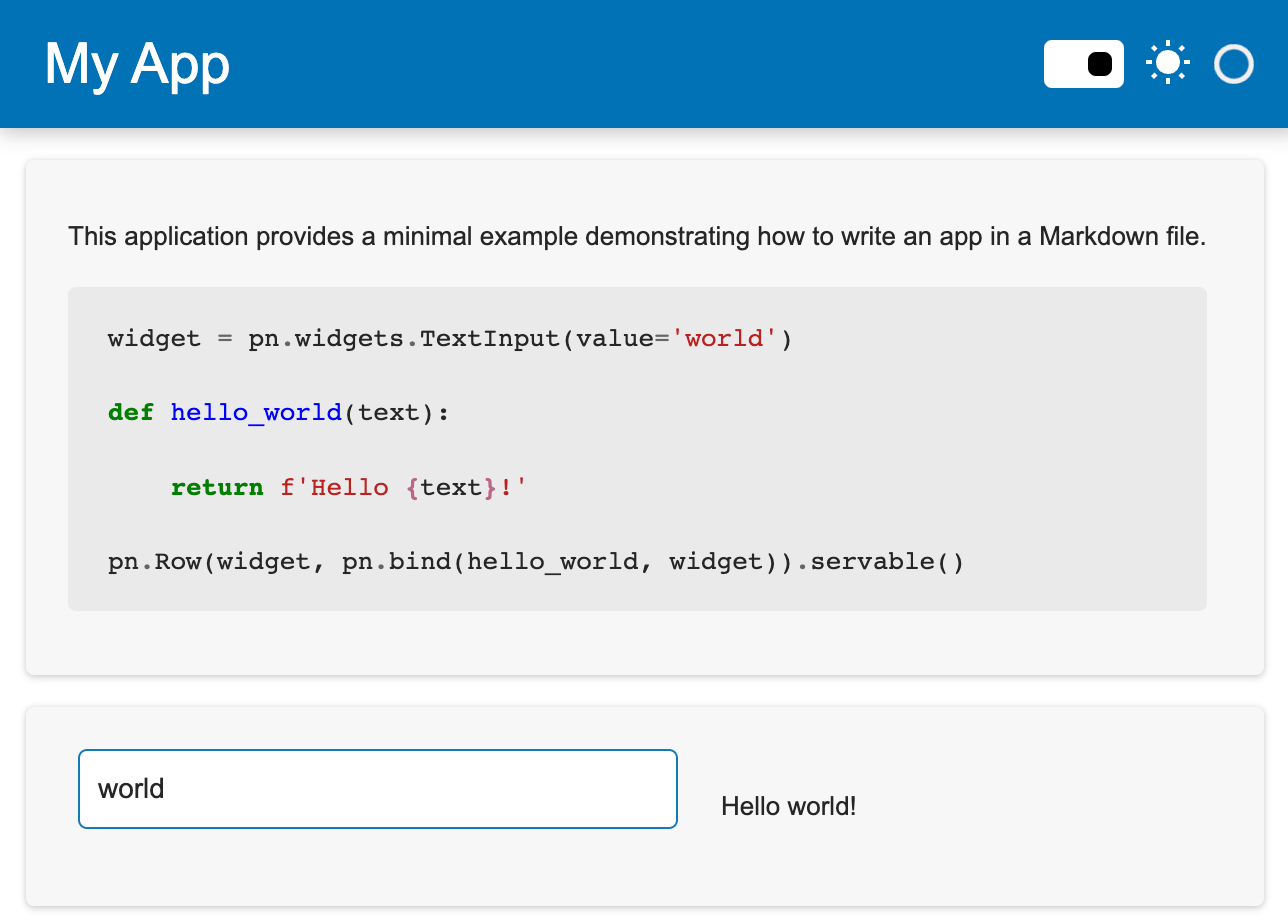 My App
This application provides a minimal example demonstrating how to write an app in a Markdown file.
widget = pn.widgets.TextInput(value='world')
def hello_world(text):
    return f'Hello {text}!'
pn.Row(widget, pn.bind(hello_world, widget)).servable()
world
Hello world!